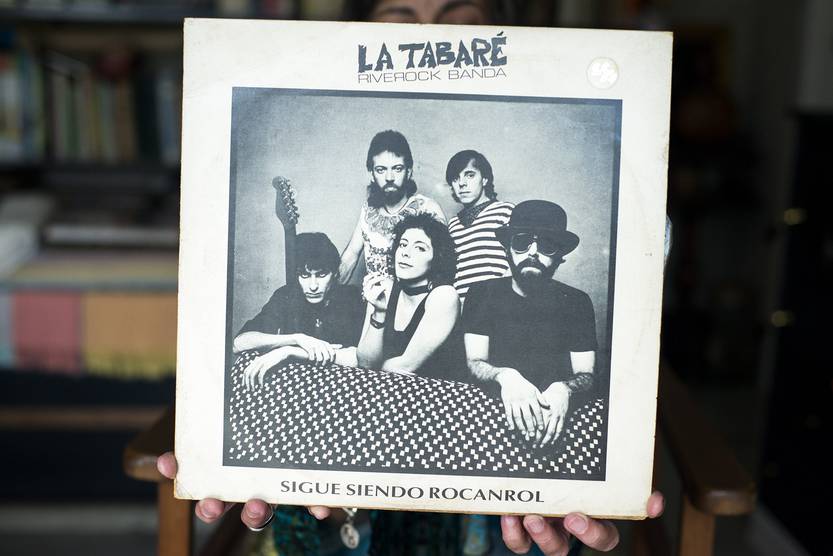 LA TABARÉ
RIVEROCK BANDA
SIGUE SIENDO ROCANROL